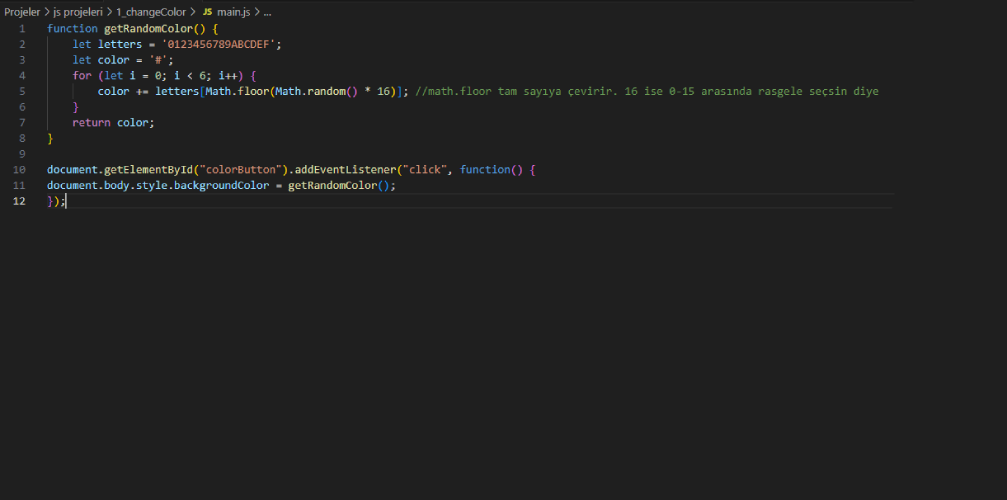 Projeler > js projeleri > 1_changeColor > JS main.js > ...
1 function getRandomColor() {
2 let letters = '0123456789ABCDEF';
3 let color = '#';
4 for (let i = 0; i < 6; i++) {
5 color += letters[Math.floor(Math.random() * 16)]; //math.floor tam sayıya çevirir. 16 ise 0-15 arasında rasgele seçsin diye
6 }
7 return color;
8 }
9
10 document.getElementById("colorButton").addEventListener("click", function() {
11 document.body.style.backgroundColor = getRandomColor();
12 });